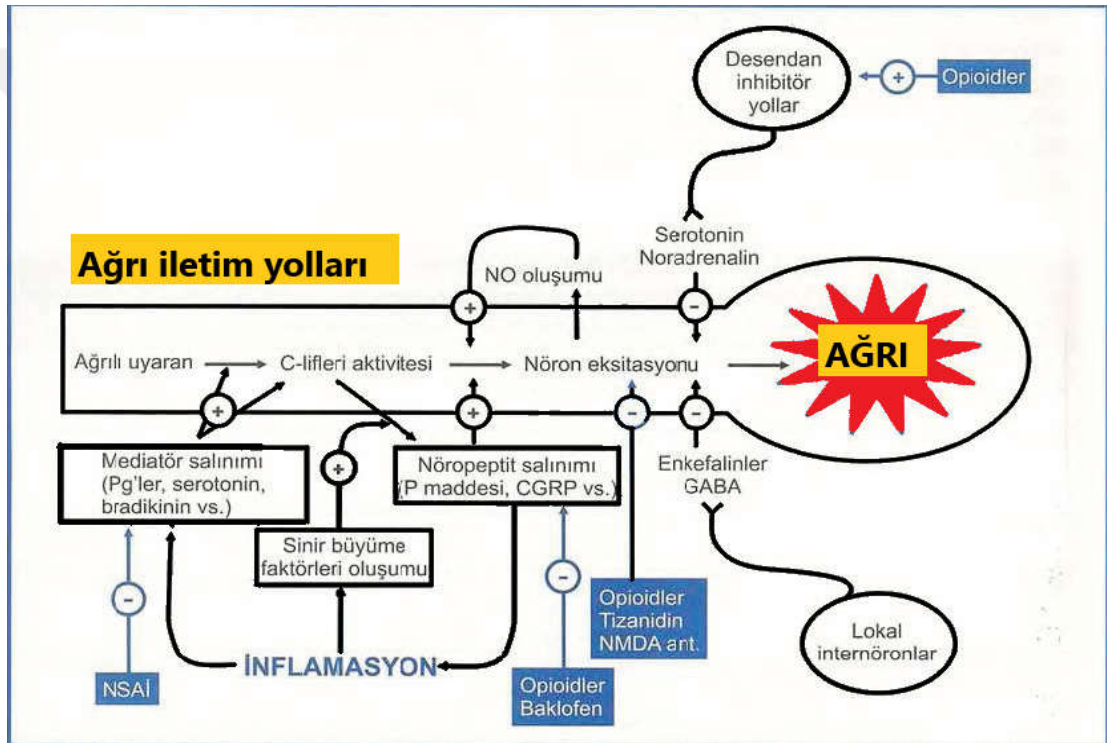 Desendan
inhibitör
yollar
+
Opioidler
Serotonin
Noradrenalin
Ağrı iletim yolları
NO oluşumu
+
-
Ağrılı uyaran
C-lifleri aktivitesi
Nöron eksitasyonu
AĞRI
+
+
-
-
Mediatör salınımı
(Pg'ler, serotonin,
bradikinin vs.)
+
Nöropeptit salınımı
(P maddesi, CGRP vs.)
Enkefalinler
GABA
Sinir büyüme
faktörleri oluşumu
-
-
Opioidler
Tizanidin
NMDA ant.
Lokal
internöronlar
İNFLAMASYON
NSAİ
Opioidler
Baklofen